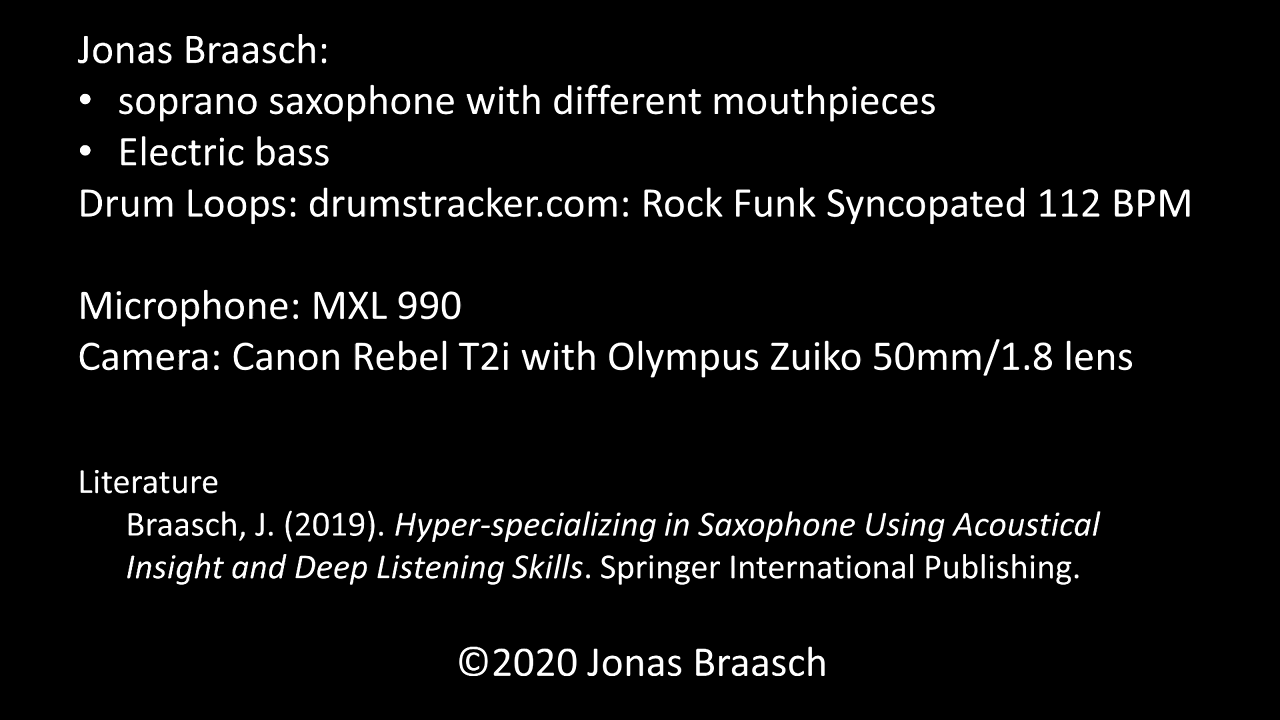 Jonas Braasch:
• soprano saxophone with different mouthpieces
• Electric bass
Drum Loops: drumstracker.com: Rock Funk Syncopated 112 BPM
Microphone: MXL 990
Camera: Canon Rebel T2i with Olympus Zuiko 50mm/1.8 lens
Literature
Braasch, J. (2019). Hyper-specializing in Saxophone Using Acoustical
Insight and Deep Listening Skills. Springer International Publishing.
©2020 Jonas Braasch